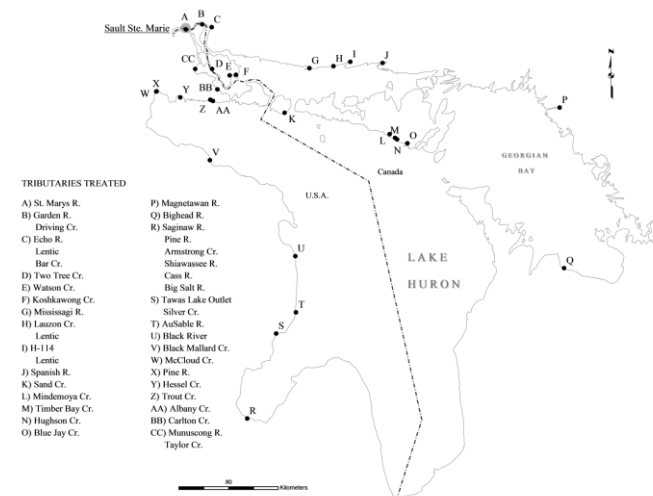 A
B
C
Sault Ste. Marie
CC
D
E
F
G
H
I
J
BB
X
W
Y
Z
AA
K
P
L
M
N
O
V
N
GEORGIAN
BAY
Canada
U.S.A.
LAKE
HURON
U
T
S
R
Q
TRIBUTARIES TREATED
A) St. Marys R.
B) Garden R.
Driving Cr.
C) Echo R.
Lentic
Bar Cr.
D) Two Tree Cr.
E) Watson Cr.
F) Koshkawong Cr.
G) Mississagi R.
H) Lauzon Cr.
Lentic
I) H-114
Lentic
J) Spanish R.
K) Sand Cr.
L) Mindemoya Cr.
M) Timber Bay Cr.
N) Hughson Cr.
O) Blue Jay Cr.
P) Magnetawan R.
Q) Bighead R.
R) Saginaw R.
Pine R.
Armstrong Cr.
Shiawassee R.
Cass R.
Big Salt R.
S) Tawas Lake Outlet
Silver Cr.
T) AuSable R.
U) Black River
V) Black Mallard Cr.
W) McCloud Cr.
X) Pine R.
Y) Hessel Cr.
Z) Trout Cr.
AA) Albany Cr.
BB) Carlton Cr.
CC) Munuscong R.
Taylor Cr.
80
Kilometers